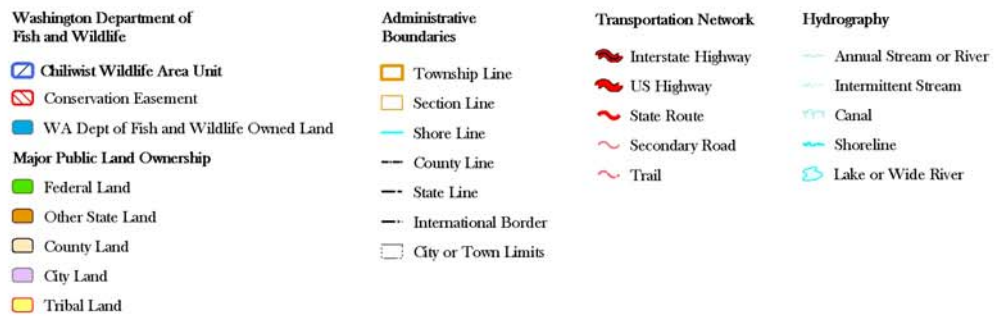 Washington Department of
Fish and Wildlife
Chiliwist Wildlife Area Unit
Conservation Easement
WA Dept of Fish and Wildlife Owned Land
Major Public Land Ownership
Federal Land
Other State Land
County Land
City Land
Tribal Land
Administrative
Boundaries
Township Line
Section Line
Shore Line
County Line
State Line
International Border
City or Town Limits
Transportation Network
Interstate Highway
US Highway
State Route
Secondary Road
Trail
Hydrography
Annual Stream or River
Intermittent Stream
Canal
Shoreline
Lake or Wide River